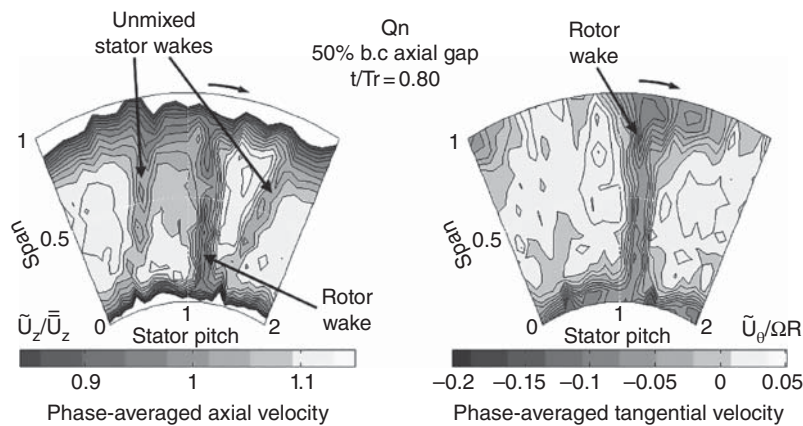 Unmixed
stator wakes
Qn
50% b.c axial gap
t/Tr = 0.80
Rotor
wake
1
0.5
Span
0
1
2
Stator pitch
Rotor
wake
Ũz/Ū̄z
0.9
1
1.1
Phase-averaged axial velocity
1
0.5
Span
0
1
2
Stator pitch
Ũθ/ΩR
−0.2
−0.15
−0.1
−0.05
0
0.05
Phase-averaged tangential velocity